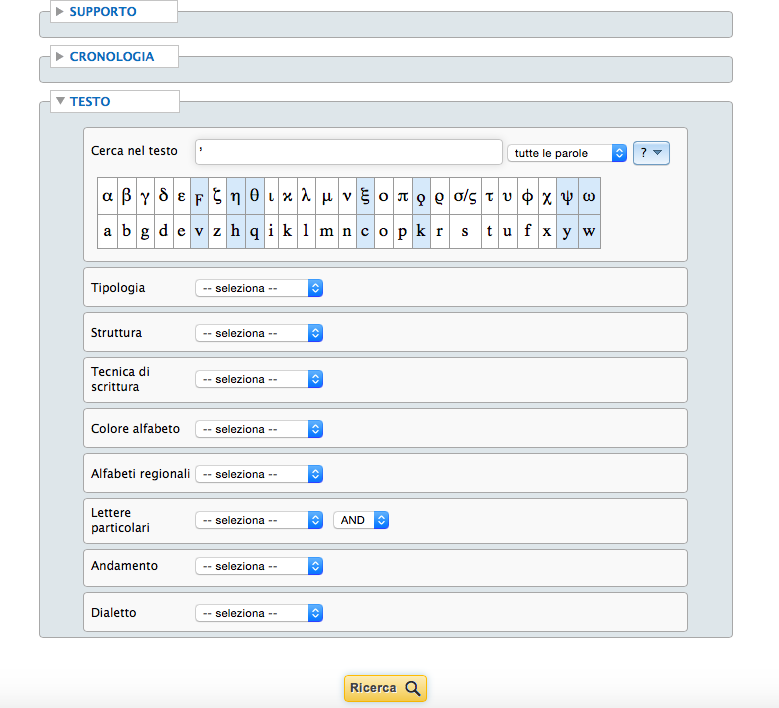 SUPPORTO
CRONOLOGIA
TESTO
Cerca nel testo , tutte le parole ?
α β γ δ ε ϝ ζ η θ ι ϰ λ μ ν ξ ο π ϙ ϱ σ/ς τ υ ϕ χ ψ ω
a b g d e v z h q i k l m n c o p k r s t u f x y w
Tipologia -- seleziona --
Struttura -- seleziona --
Tecnica di
scrittura -- seleziona --
Colore alfabeto -- seleziona --
Alfabeti regionali -- seleziona --
Lettere
particolari -- seleziona -- AND
Andamento -- seleziona --
Dialetto -- seleziona --
Ricerca